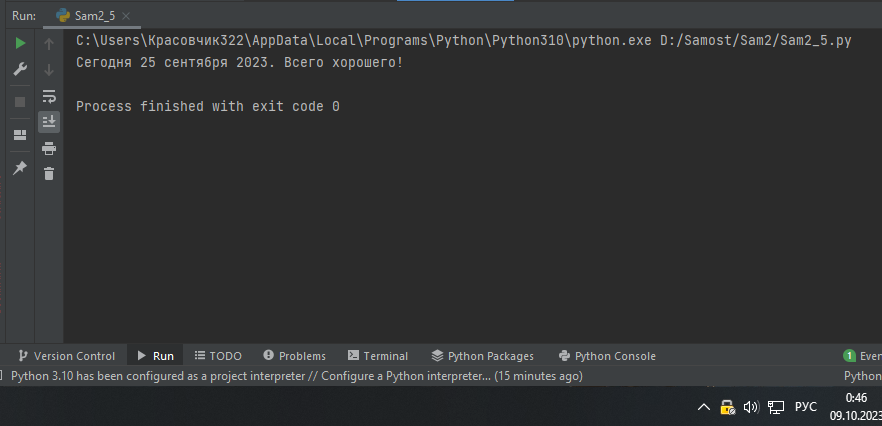 Run: Sam2_5
C:\Users\Красовчик322\AppData\Local\Programs\Python\Python310\python.exe D:/Samost/Sam2/Sam2_5.py
Сегодня 25 сентября 2023. Всего хорошего!
Process finished with exit code 0
Version Control Run TODO Problems Terminal Python Packages Python Console 1 Even
Python 3.10 has been configured as a project interpreter // Configure a Python interpreter... (15 minutes ago) Python
РУС 0:46
09.10.2023